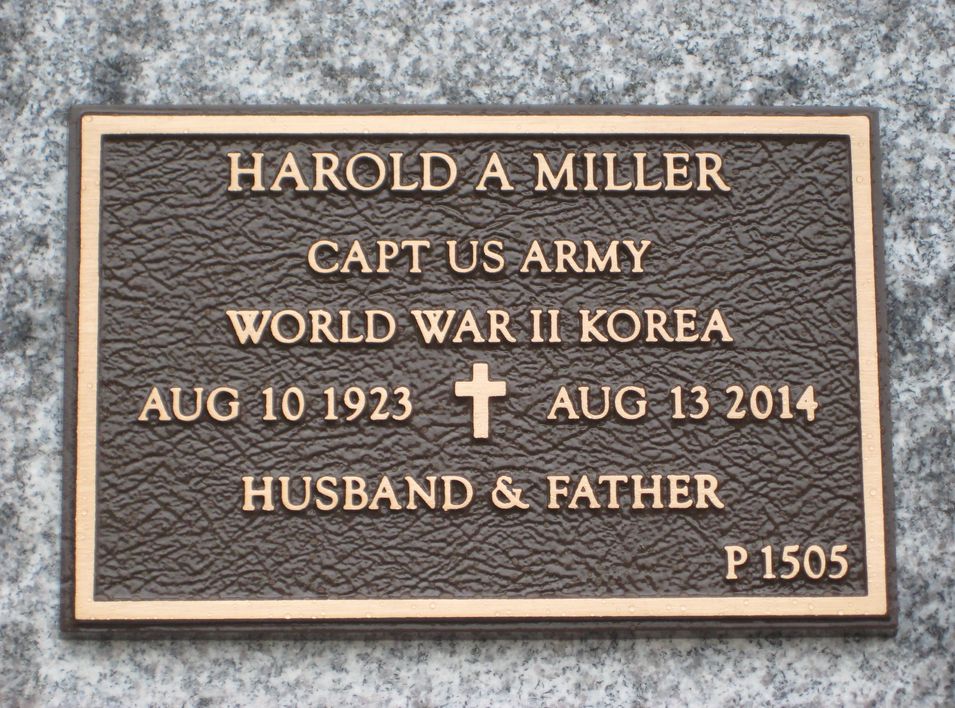 HAROLD A MILLER
CAPT US ARMY
WORLD WAR II KOREA
AUG 10 1923 AUG 13 2014
HUSBAND & FATHER
P 1505